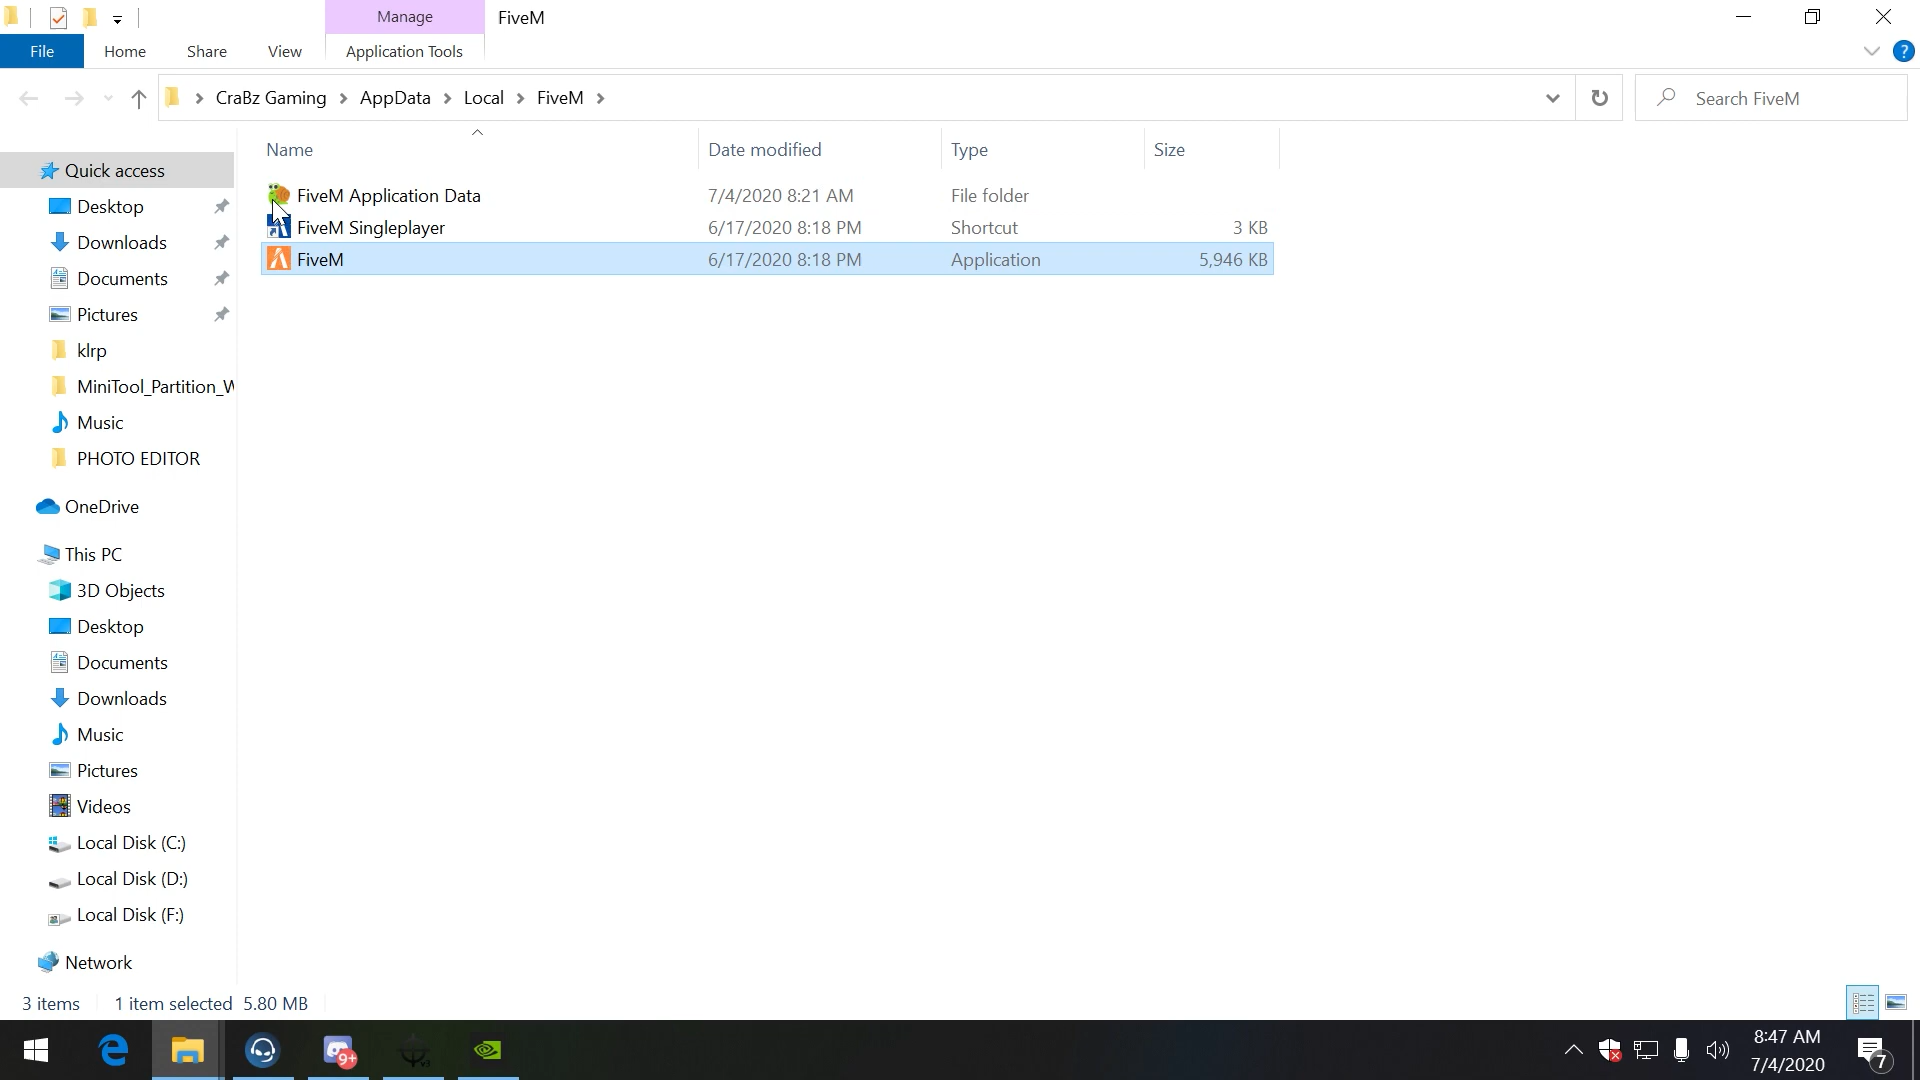 Manage
FiveM
File
Home
Share
View
Application Tools
?
CraBz Gaming
AppData
Local
FiveM
Search FiveM
Name
Date modified
Type
Size
Quick access
Desktop
Downloads
Documents
Pictures
klrp
MiniTool_Partition_W
Music
PHOTO EDITOR
OneDrive
This PC
3D Objects
Desktop
Documents
Downloads
Music
Pictures
Videos
Local Disk (C:)
Local Disk (D:)
Local Disk (F:)
Network
FiveM Application Data 7/4/2020 8:21 AM File folder
FiveM Singleplayer 6/17/2020 8:18 PM Shortcut 3 KB
FiveM 6/17/2020 8:18 PM Application 5,946 KB
3 items 1 item selected 5.80 MB
9+
V3
8:47 AM
7/4/2020
7